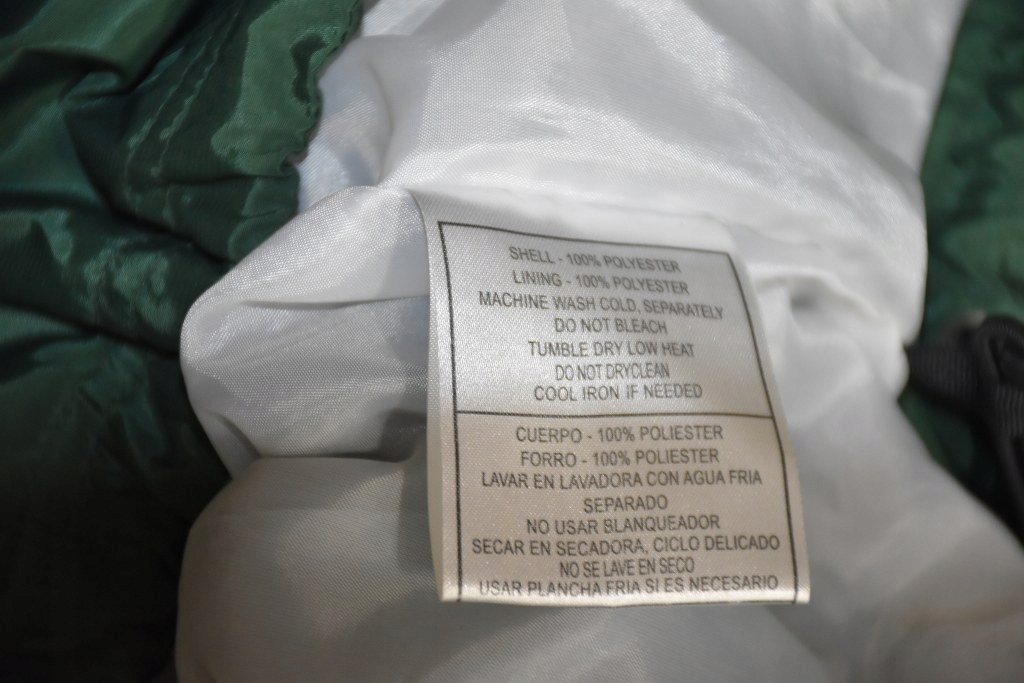 SHELL - 100% POLYESTER
LINING - 100% POLYESTER
MACHINE WASH COLD, SEPARATELY
DO NOT BLEACH
TUMBLE DRY LOW HEAT
DO NOT DRYCLEAN
COOL IRON IF NEEDED
CUERPO - 100% POLIESTER
FORRO - 100% POLIESTER
LAVAR EN LAVADORA CON AGUA FRIA
SEPARADO
NO USAR BLANQUEADOR
SECAR EN SECADORA, CICLO DELICADO
NO SE LAVE EN SECO
USAR PLANCHA FRIA SI ES NECESARIO